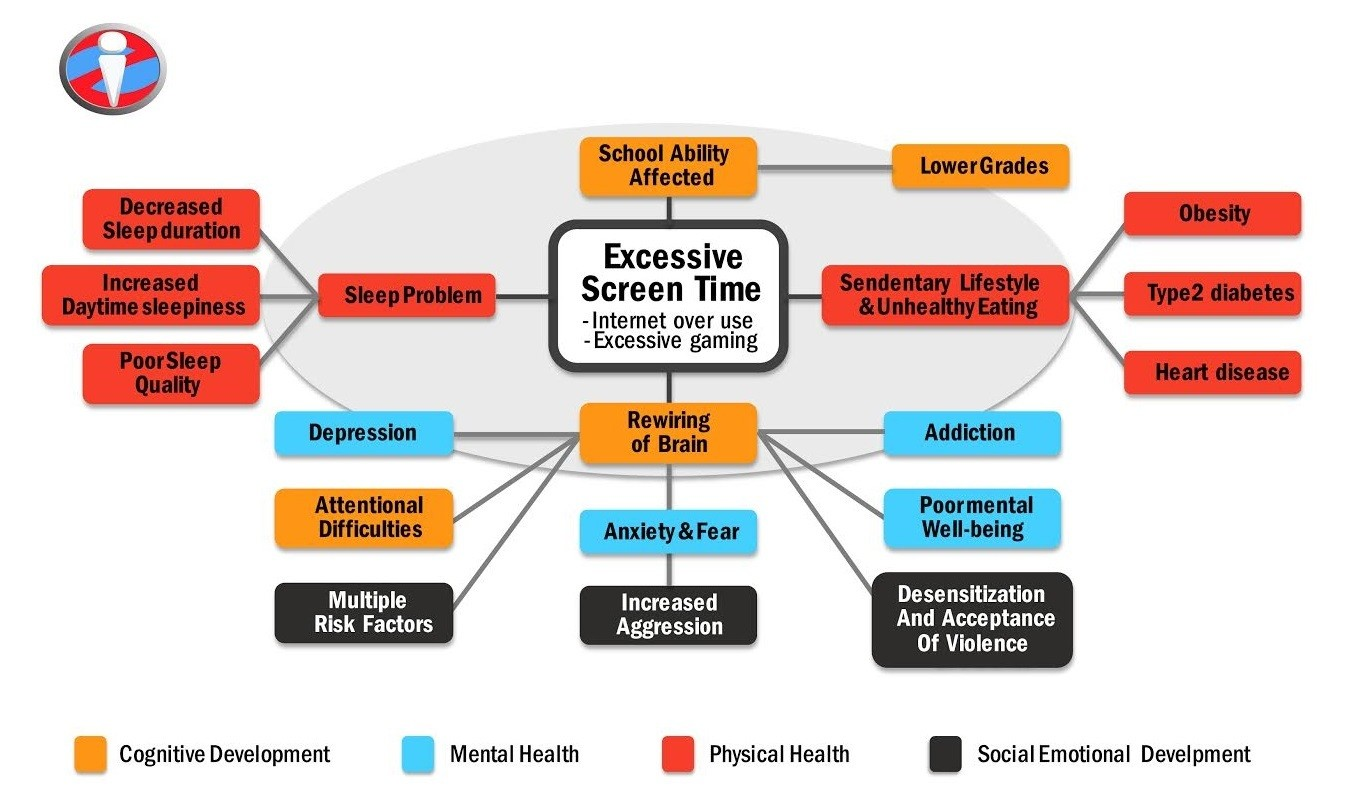 School Ability
Affected
Lower Grades
Decreased
Sleep duration
Increased
Daytime sleepiness
Poor Sleep
Quality
Sleep Problem
Excessive
Screen Time
- Internet over use
- Excessive gaming
Sendentary Lifestyle
& Unhealthy Eating
Obesity
Type2 diabetes
Heart disease
Rewiring
of Brain
Depression
Addiction
Attentional
Difficulties
Anxiety & Fear
Poor mental
Well-being
Multiple
Risk Factors
Increased
Aggression
Desensitization
And Acceptance
Of Violence
Cognitive Development
Mental Health
Physical Health
Social Emotional Develpment